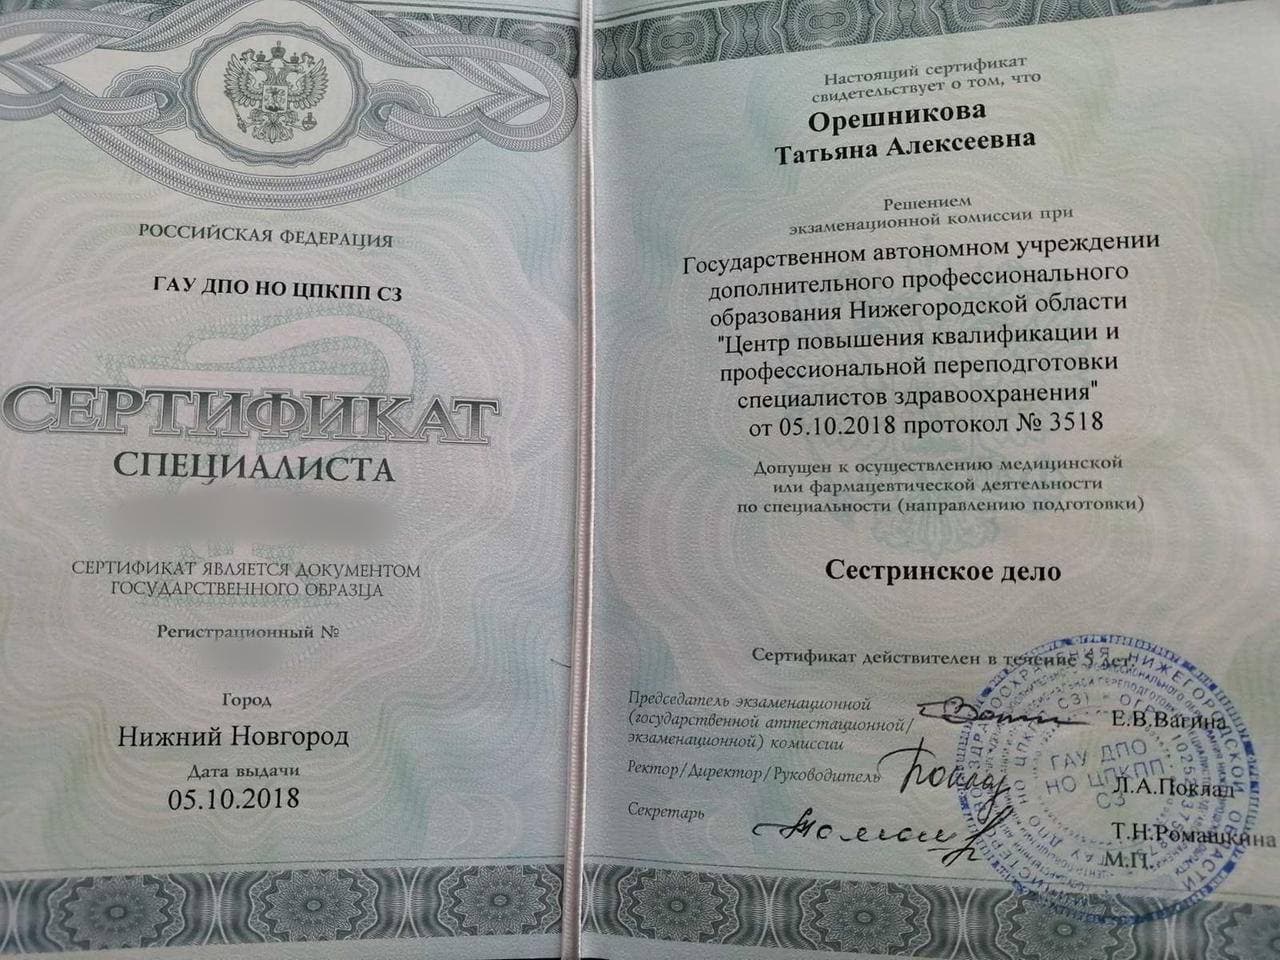 РОССИЙСКАЯ ФЕДЕРАЦИЯ
ГАУ ДПО НО ЦПКПП СЗ
СЕРТИФИКАТ
СПЕЦИАЛИСТА
СЕРТИФИКАТ ЯВЛЯЕТСЯ ДОКУМЕНТОМ
ГОСУДАРСТВЕННОГО ОБРАЗЦА
Регистрационный №
Город
Нижний Новгород
Дата выдачи
05.10.2018
Настоящий сертификат
свидетельствует о том, что
Орешникова
Татьяна Алексеевна
Решением
экзаменационной комиссии при
Государственном автономном учреждении
дополнительного профессионального
образования Нижегородской области
"Центр повышения квалификации и
профессиональной переподготовки
специалистов здравоохранения"
от 05.10.2018 протокол № 3518
Допущен к осуществлению медицинской
или фармацевтической деятельности
по специальности (направлению подготовки)
Сестринское дело
Сертификат действителен в течение 5 лет.
Председатель экзаменационной
(государственной аттестационной/
экзаменационной) комиссии
Е.В.Вагина
Ректор/Директор/Руководитель
Л.А.Поклад
Секретарь
Т.Н.Ромашкина
М.П.
ГАУ ДПО
НО ЦПКПП
СЗ